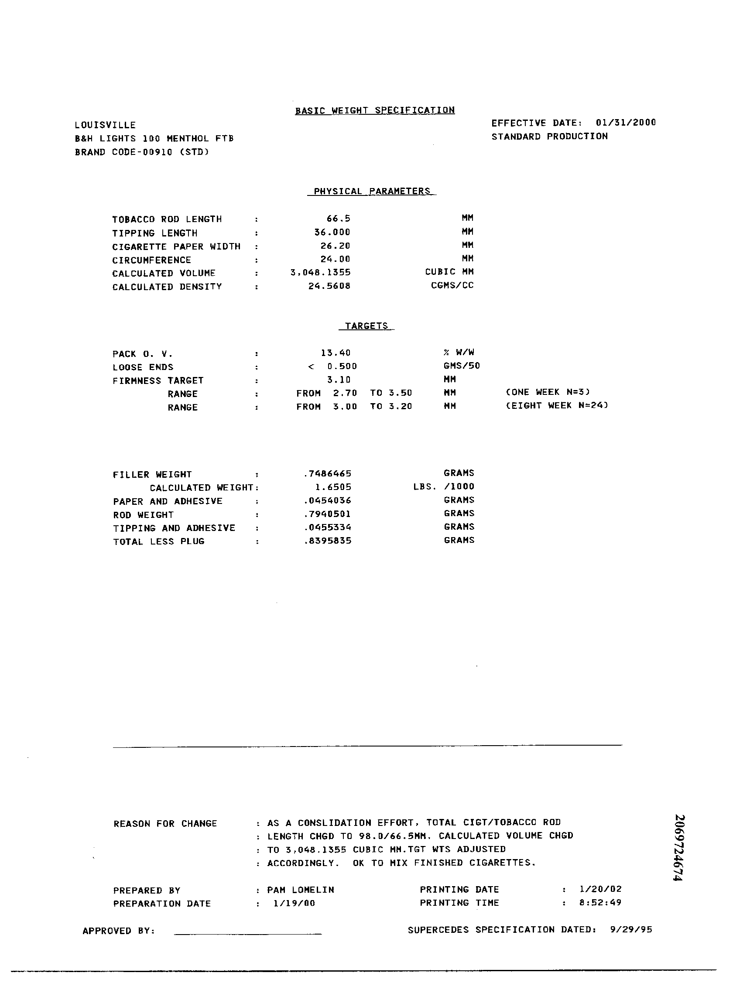 BASIC WEIGHT SPECIFICATION
LOUISVILLE
B&H LIGHTS 100 MENTHOL FTB
BRAND CODE-00910 (STD)
EFFECTIVE DATE: 01/31/2000
STANDARD PRODUCTION
PHYSICAL PARAMETERS
TOBACCO ROD LENGTH : 66.5 MM
TIPPING LENGTH : 36.000 MM
CIGARETTE PAPER WIDTH : 26.20 MM
CIRCUMFERENCE : 24.00 MM
CALCULATED VOLUME : 3,048.1355 CUBIC MM
CALCULATED DENSITY : 24.5608 CGMS/CC
TARGETS
PACK O. V. : 13.40 % W/W
LOOSE ENDS : < 0.500 GMS/50
FIRMNESS TARGET : 3.10 MM
RANGE : FROM 2.70 TO 3.50 MM (ONE WEEK N=3)
RANGE : FROM 3.00 TO 3.20 MM (EIGHT WEEK N=24)
FILLER WEIGHT : .7486465 GRAMS
CALCULATED WEIGHT: 1.6505 LBS. /1000
PAPER AND ADHESIVE : .0454036 GRAMS
ROD WEIGHT : .7940501 GRAMS
TIPPING AND ADHESIVE : .0455334 GRAMS
TOTAL LESS PLUG : .8395835 GRAMS
REASON FOR CHANGE : AS A CONSLIDATION EFFORT, TOTAL CIGT/TOBACCO ROD
: LENGTH CHGD TO 98.0/66.5MM. CALCULATED VOLUME CHGD
: TO 3,048.1355 CUBIC MM.TGT WTS ADJUSTED
: ACCORDINGLY. OK TO MIX FINISHED CIGARETTES.
2069724674
PREPARED BY : PAM LOMELIN PRINTING DATE : 1/20/02
PREPARATION DATE : 1/19/00 PRINTING TIME : 8:52:49
APPROVED BY: SUPERCEDES SPECIFICATION DATED: 9/29/95